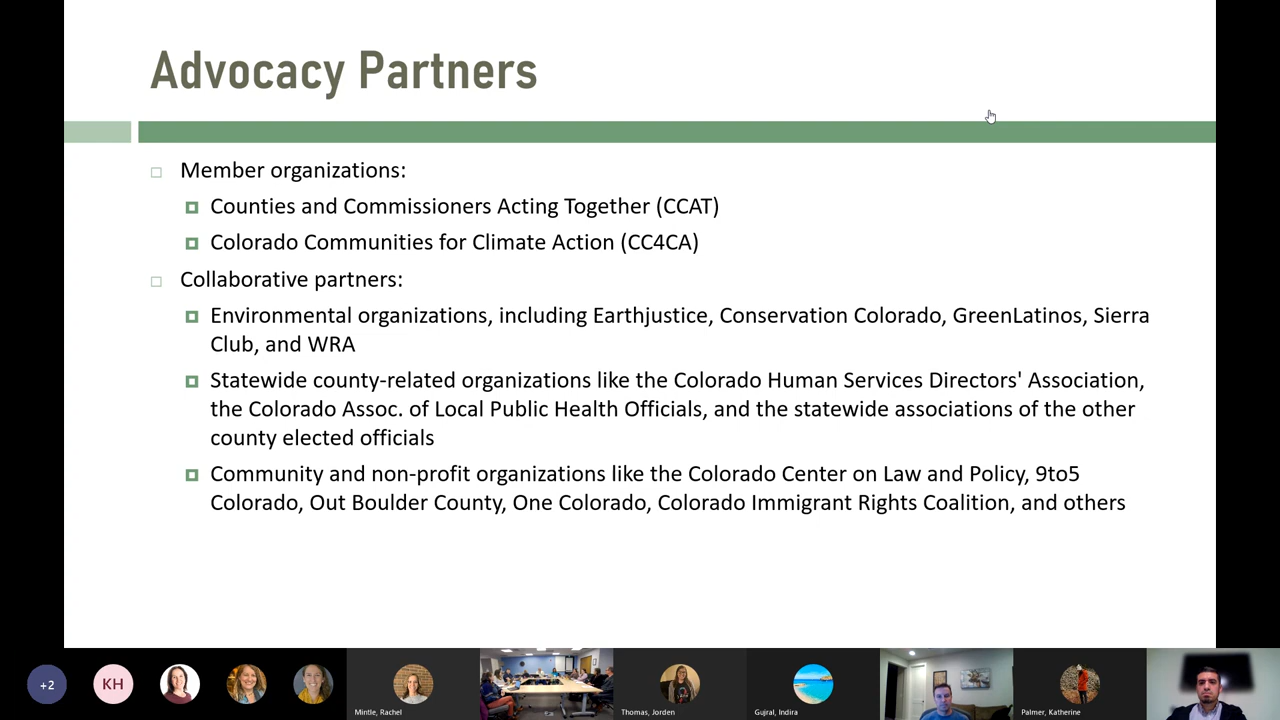 Advocacy Partners
Member organizations:
Counties and Commissioners Acting Together (CCAT)
Colorado Communities for Climate Action (CC4CA)
Collaborative partners:
Environmental organizations, including Earthjustice, Conservation Colorado, GreenLatinos, Sierra
Club, and WRA
Statewide county-related organizations like the Colorado Human Services Directors' Association,
the Colorado Assoc. of Local Public Health Officials, and the statewide associations of the other
county elected officials
Community and non-profit organizations like the Colorado Center on Law and Policy, 9to5
Colorado, Out Boulder County, One Colorado, Colorado Immigrant Rights Coalition, and others
+2
KH
Mintle, Rachel
Thomas, Jorden
Gujral, Indira
Palmer, Katherine